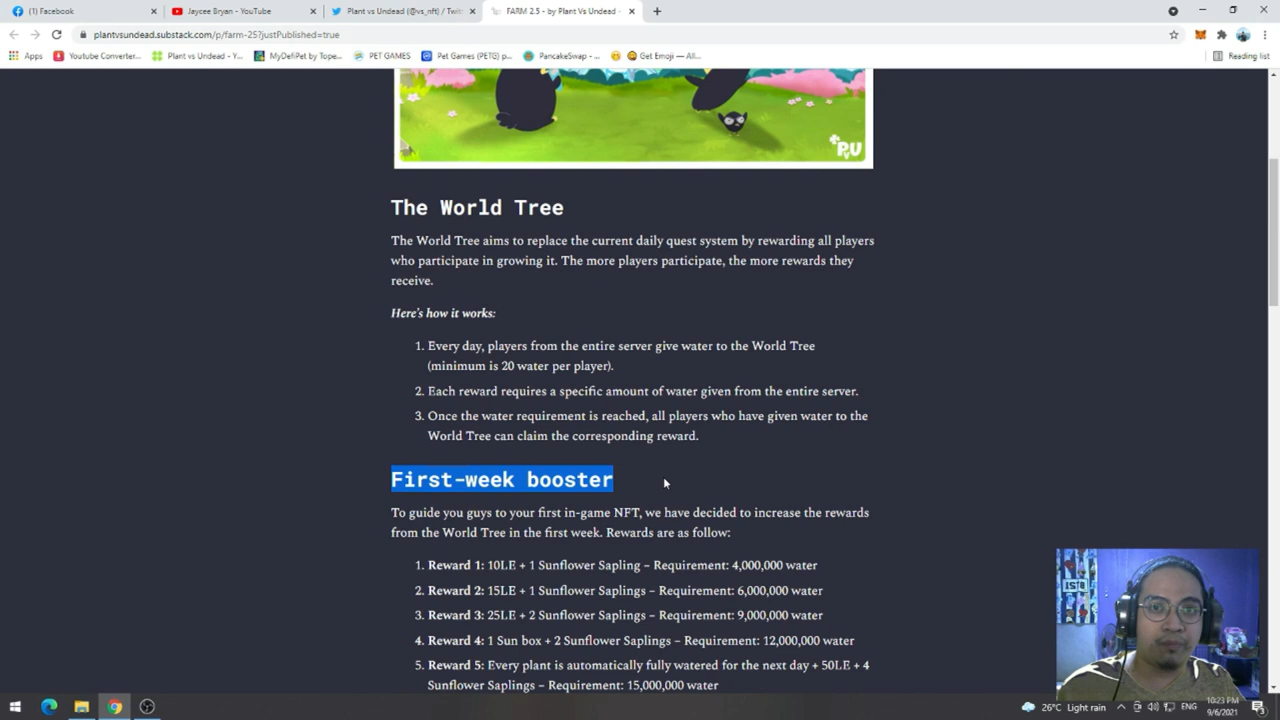 (1) Facebook
Jaycee Bryan - YouTube
Plant vs Undead (@vs_nft) / Twitt
FARM 2.5 - by Plant Vs Undead -
plantvsundead.substack.com/p/farm-25?justPublished=true
Apps
Youtube Converter...
Plant vs Undead - Y...
MyDefiPet by Tope...
PET GAMES
Pet Games (PETG) p...
PancakeSwap - ...
Get Emoji — All...
Reading list
PvU
The World Tree
The World Tree aims to replace the current daily quest system by rewarding all players
who participate in growing it. The more players participate, the more rewards they
receive.
Here's how it works:
1. Every day, players from the entire server give water to the World Tree
(minimum is 20 water per player).
2. Each reward requires a specific amount of water given from the entire server.
3. Once the water requirement is reached, all players who have given water to the
World Tree can claim the corresponding reward.
First-week booster
To guide you guys to your first in-game NFT, we have decided to increase the rewards
from the World Tree in the first week. Rewards are as follow:
1. Reward 1: 10LE + 1 Sunflower Sapling – Requirement: 4,000,000 water
2. Reward 2: 15LE + 1 Sunflower Saplings – Requirement: 6,000,000 water
3. Reward 3: 25LE + 2 Sunflower Saplings – Requirement: 9,000,000 water
4. Reward 4: 1 Sun box + 2 Sunflower Saplings – Requirement: 12,000,000 water
5. Reward 5: Every plant is automatically fully watered for the next day + 50LE + 4
Sunflower Saplings – Requirement: 15,000,000 water
26°C Light rain
ENG
10:23 PM
9/6/2021